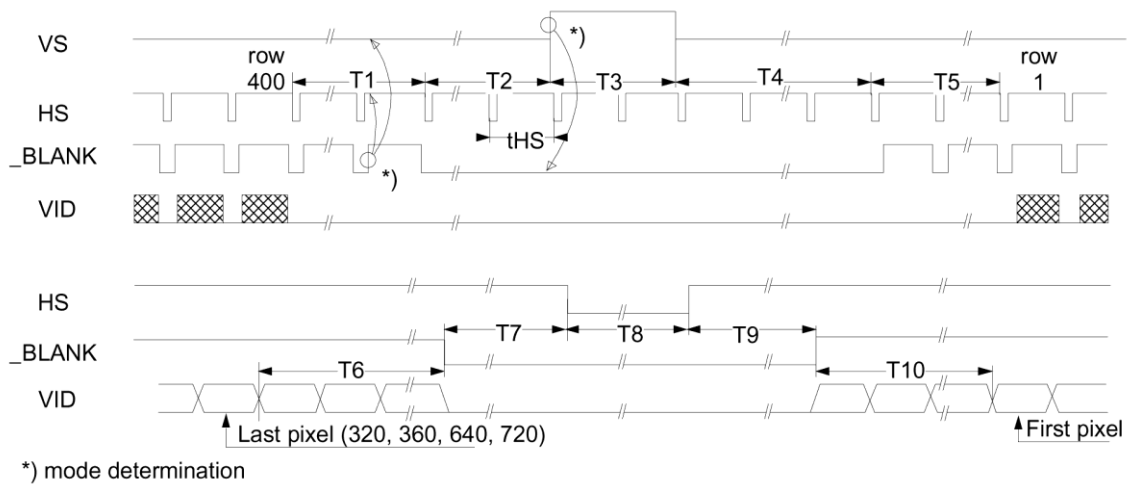 VS
*)
row
400
T1
T2
T3
T4
T5
row
1
HS
tHS
_BLANK
*)
VID
HS
T7
T8
T9
_BLANK
T6
T10
VID
Last pixel (320, 360, 640, 720)
First pixel
*) mode determination